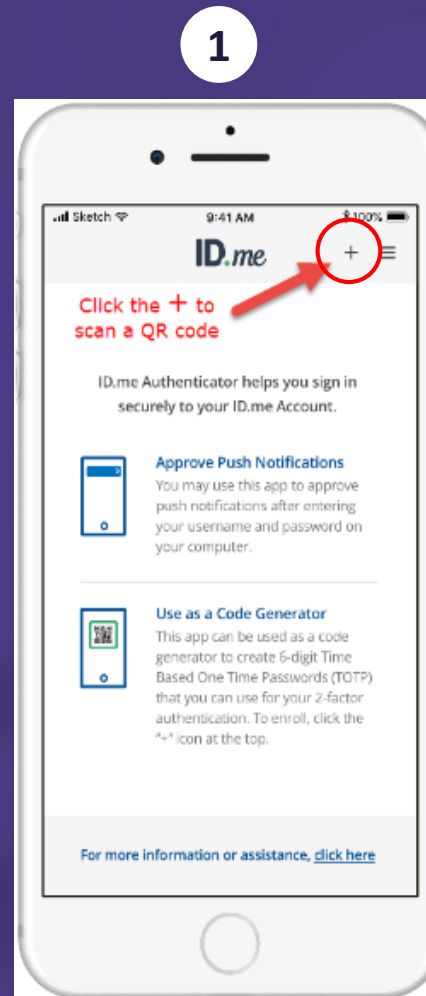 1
Sketch 9:41 AM 100%
ID.me + ≡
Click the + to
scan a QR code
ID.me Authenticator helps you sign in
securely to your ID.me Account.
Approve Push Notifications
You may use this app to approve
push notifications after entering
your username and password on
your computer.
Use as a Code Generator
This app can be used as a code
generator to create 6-digit Time
Based One Time Passwords (TOTP)
that you can use for your 2-factor
authentication. To enroll, click the
"+" icon at the top.
For more information or assistance, click here